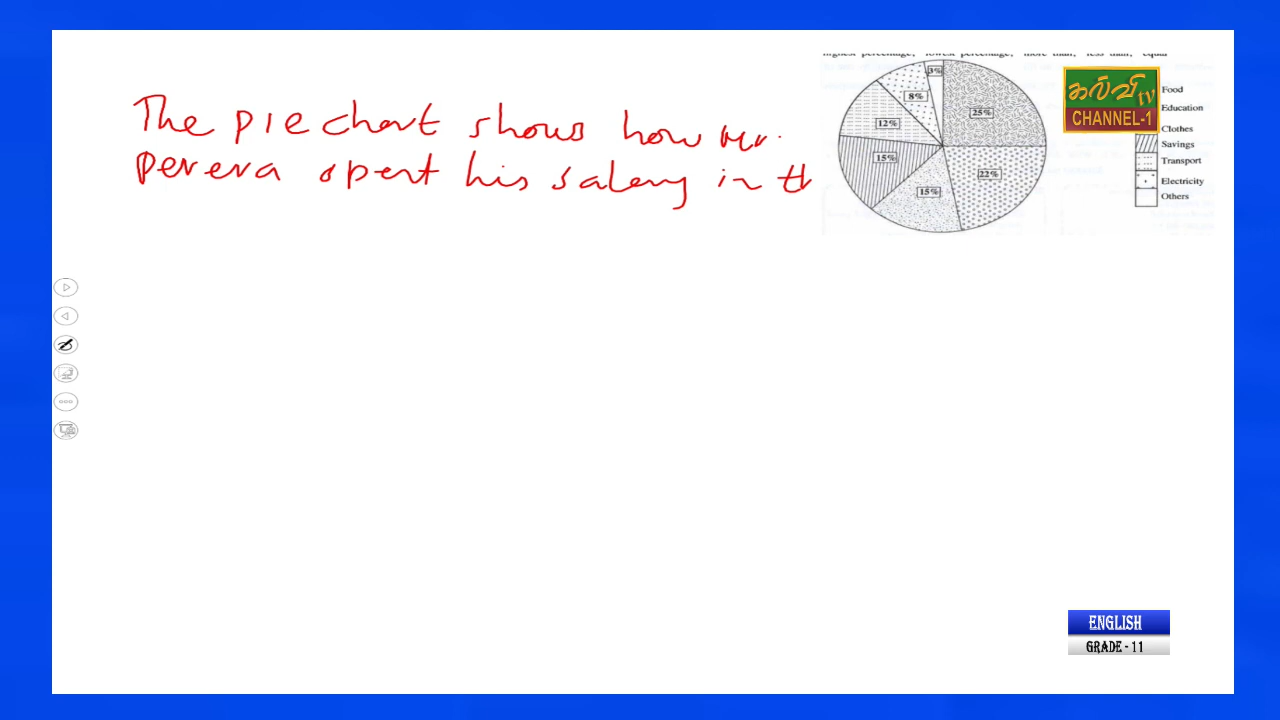 highest percentage, lowest percentage, more than, less than, equal
The pie chart shows how Mr.
Perera spent his salary in th
3%
8%
12%
15%
15%
22%
25%
கல்வி tv
CHANNEL-1
Food
Education
Clothes
Savings
Transport
Electricity
Others
ENGLISH
GRADE - 11